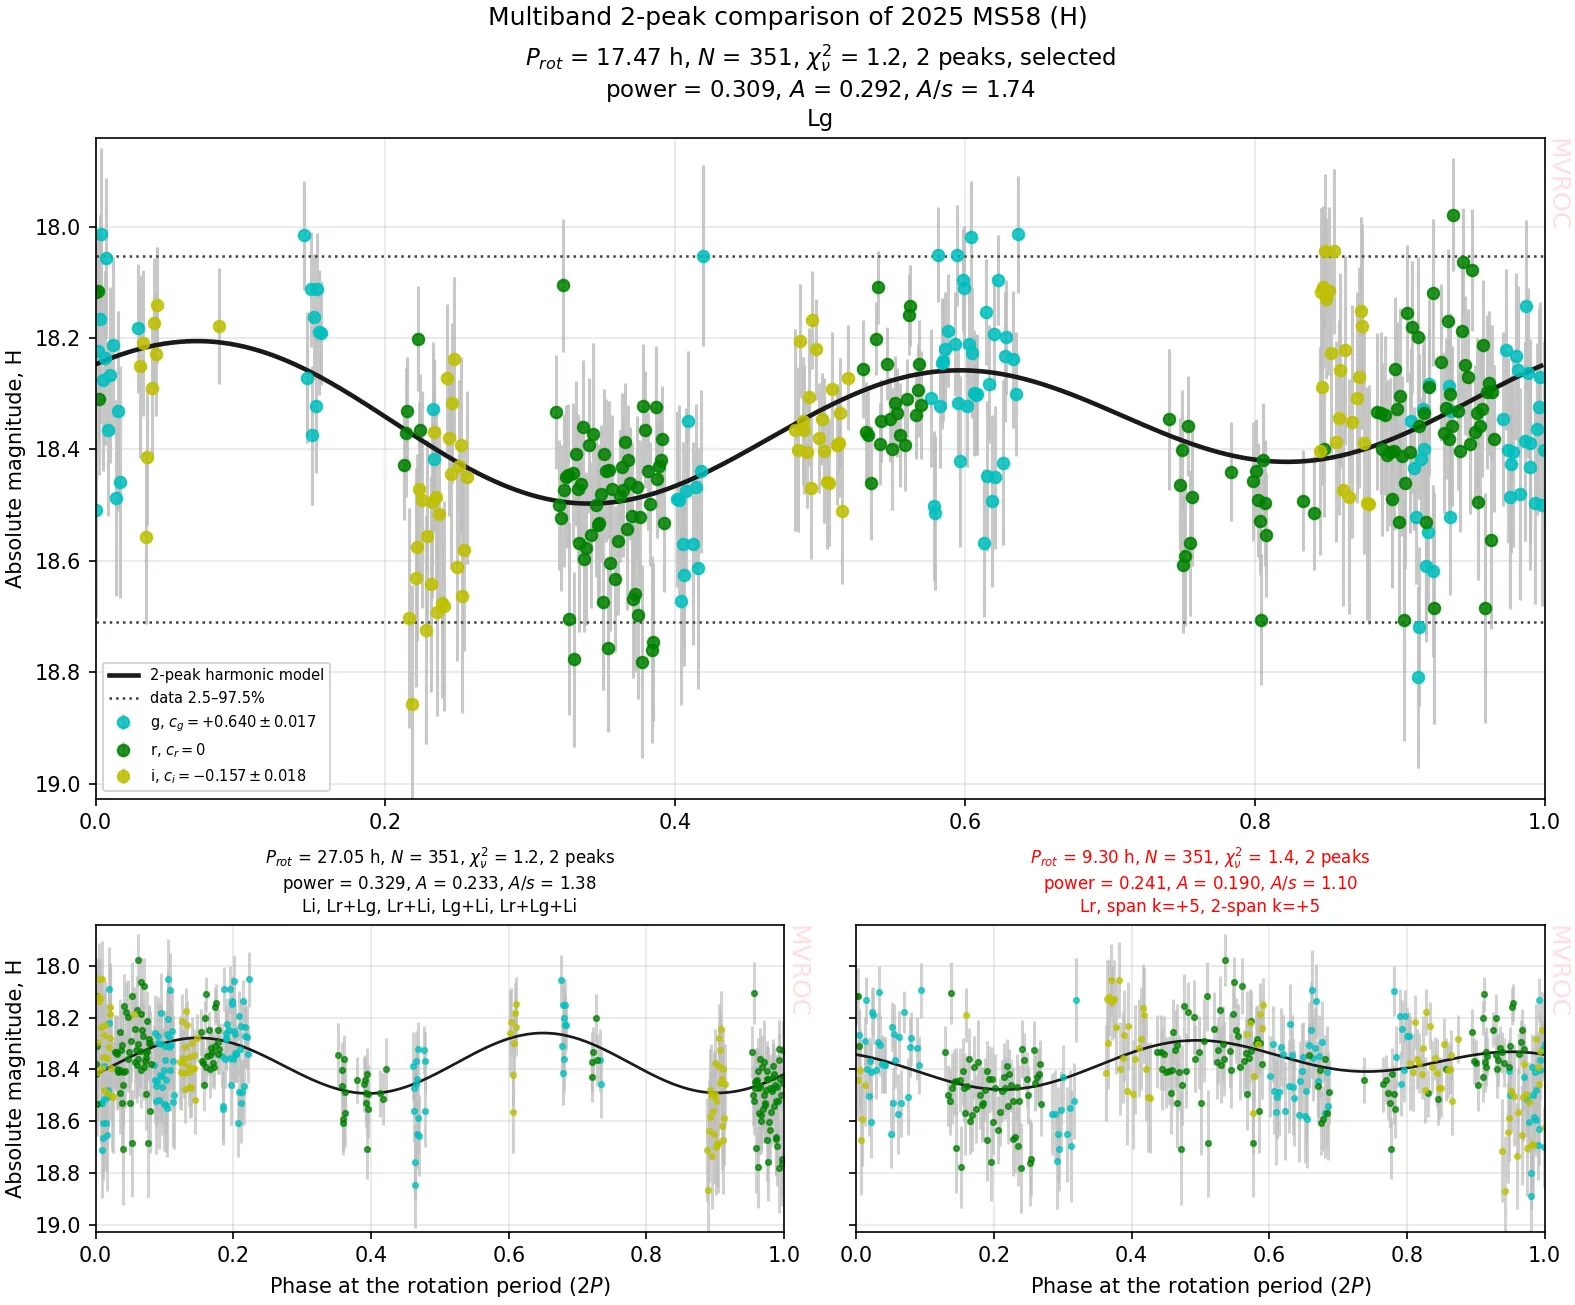 Multiband 2-peak comparison of 2025 MS58 (H)
P_rot = 17.47 h, N = 351, χ²_ν = 1.2, 2 peaks, selected
power = 0.309, A = 0.292, A/s = 1.74
Lg
MVROC
Absolute magnitude, H
18.0
18.2
18.4
18.6
18.8
19.0
2-peak harmonic model
data 2.5–97.5%
g, c_g = +0.640 ± 0.017
r, c_r = 0
i, c_i = −0.157 ± 0.018
0.0 0.2 0.4 0.6 0.8 1.0
P_rot = 27.05 h, N = 351, χ²_ν = 1.2, 2 peaks
power = 0.329, A = 0.233, A/s = 1.38
Li, Lr+Lg, Lr+Li, Lg+Li, Lr+Lg+Li
MVROC
Absolute magnitude, H
18.0
18.2
18.4
18.6
18.8
19.0
0.0 0.2 0.4 0.6 0.8 1.0
Phase at the rotation period (2P)
P_rot = 9.30 h, N = 351, χ²_ν = 1.4, 2 peaks
power = 0.241, A = 0.190, A/s = 1.10
Lr, span k=+5, 2-span k=+5
MVROC
0.0 0.2 0.4 0.6 0.8 1.0
Phase at the rotation period (2P)